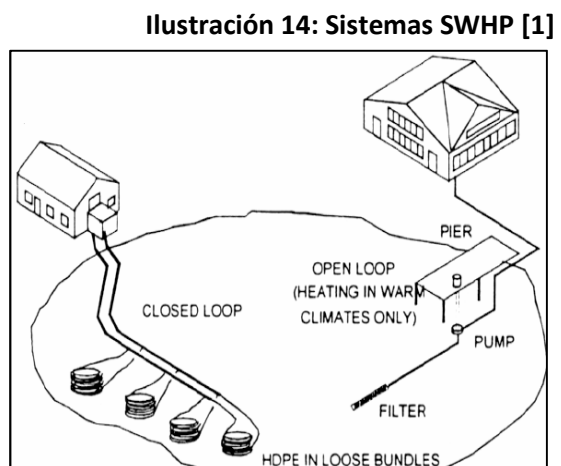 Ilustración 14: Sistemas SWHP [1]
PIER
OPEN LOOP
(HEATING IN WARM
CLIMATES ONLY)
CLOSED LOOP
PUMP
FILTER
HDPE IN LOOSE BUNDLES